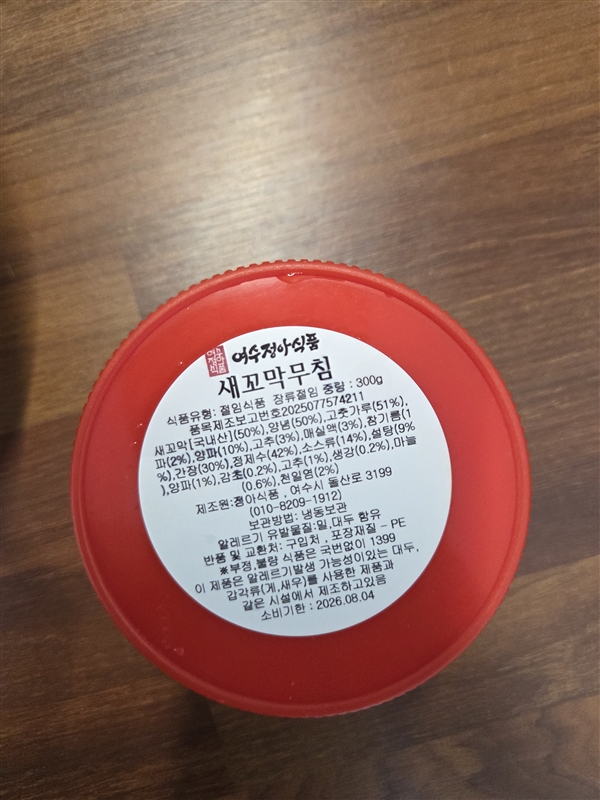 여수정아식품
새꼬막무침
식품유형: 절임식품 장류절임 중량 : 300g
품목제조보고번호2025077574211
새꼬막[국내산](50%),양념(50%),고춧가루(51%),
파(2%),양파(10%),고추(3%),매실액(3%),참기름(1
%),간장(30%),정제수(42%),소스류(14%),설탕(9%
),양파(1%),감초(0.2%),고추(1%),생강(0.2%),마늘
(0.6%),천일염(2%)
제조원:정아식품 , 여수시 돌산로 3199
(010-8209-1912)
보관방법: 냉동보관
알레르기 유발물질:밀,대두 함유
반품 및 교환처: 구입처 , 포장재질 - PE
※부정,불량 식품은 국번없이 1399
이 제품은 알레르기발생 가능성이있는 대두,
갑각류(게,새우)를 사용한 제품과
같은 시설에서 제조하고있음
소비기한 : 2026.08.04